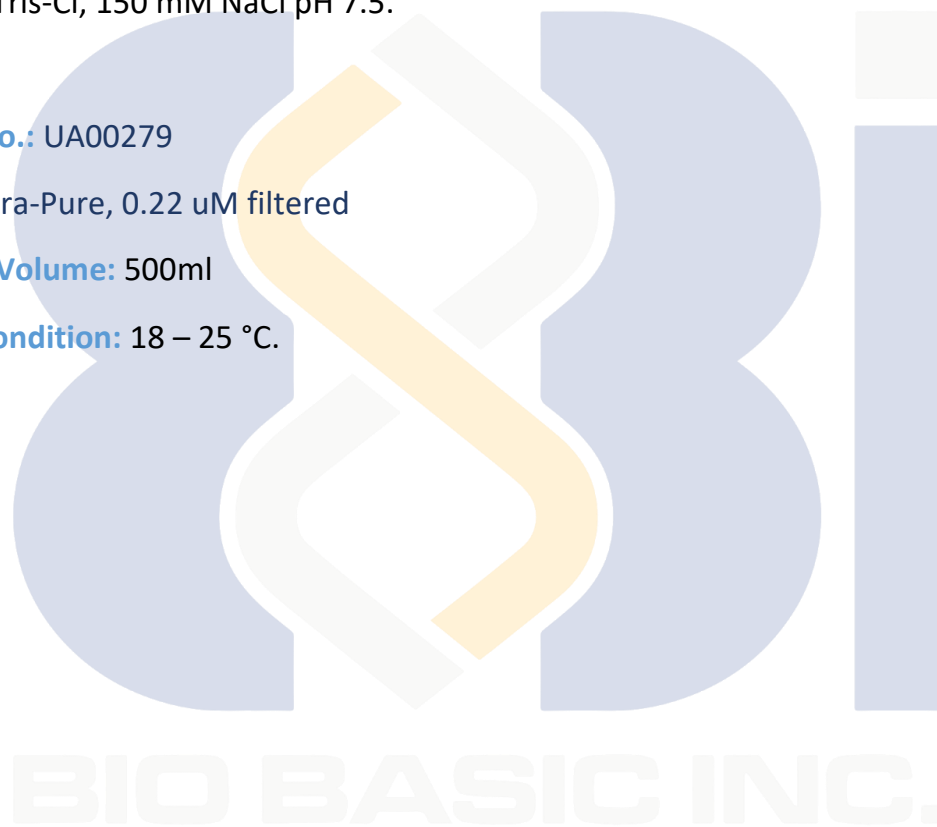 Tris-Cl, 150 mM NaCl pH 7.5.
o.: UA00279
ra-Pure, 0.22 uM filtered
Volume: 500ml
ondition: 18 – 25 °C.
BIO BASIC INC.